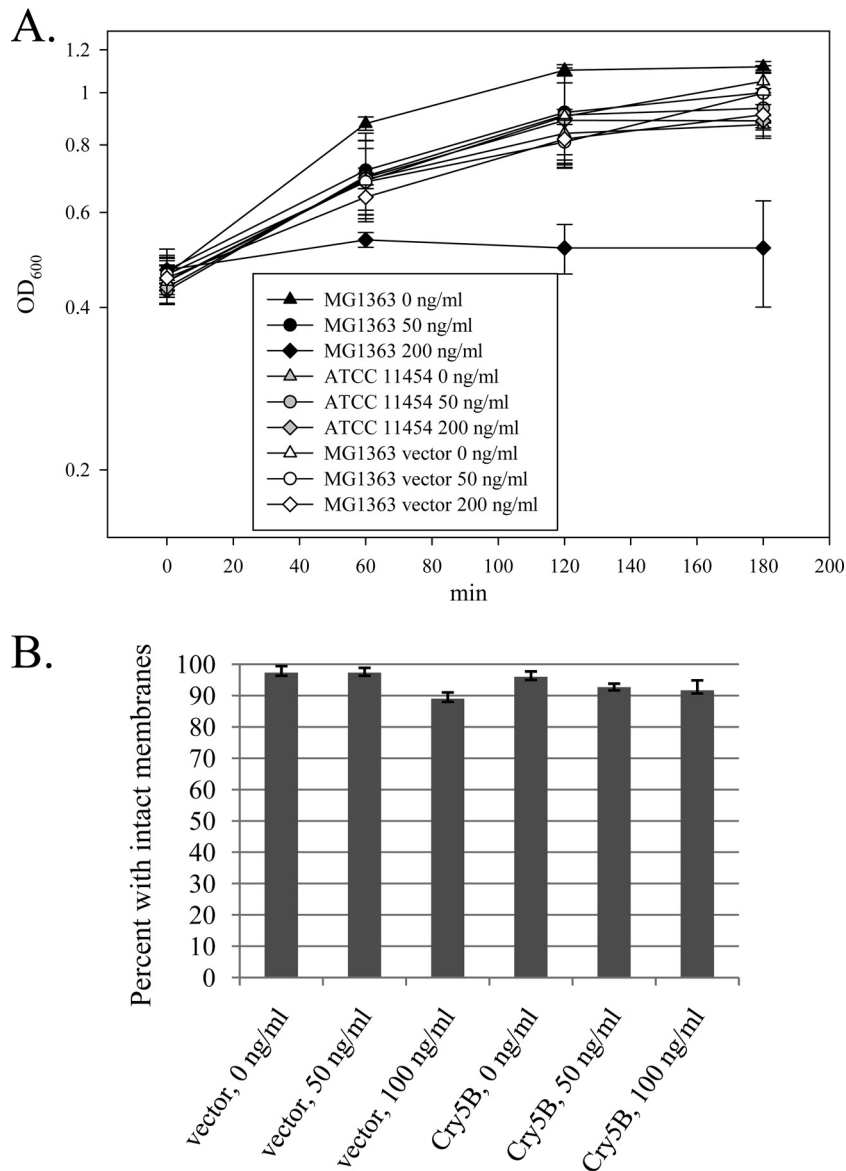 A.
1.2
1
0.8
0.6
0.4
0.2
OD600
MG1363 0 ng/ml
MG1363 50 ng/ml
MG1363 200 ng/ml
ATCC 11454 0 ng/ml
ATCC 11454 50 ng/ml
ATCC 11454 200 ng/ml
MG1363 vector 0 ng/ml
MG1363 vector 50 ng/ml
MG1363 vector 200 ng/ml
0 20 40 60 80 100 120 140 160 180 200
min
B.
Percent with intact membranes
100
90
80
70
60
50
40
30
20
10
0
vector, 0 ng/ml
vector, 50 ng/ml
vector, 100 ng/ml
Cry5B, 0 ng/ml
Cry5B, 50 ng/ml
Cry5B, 100 ng/ml